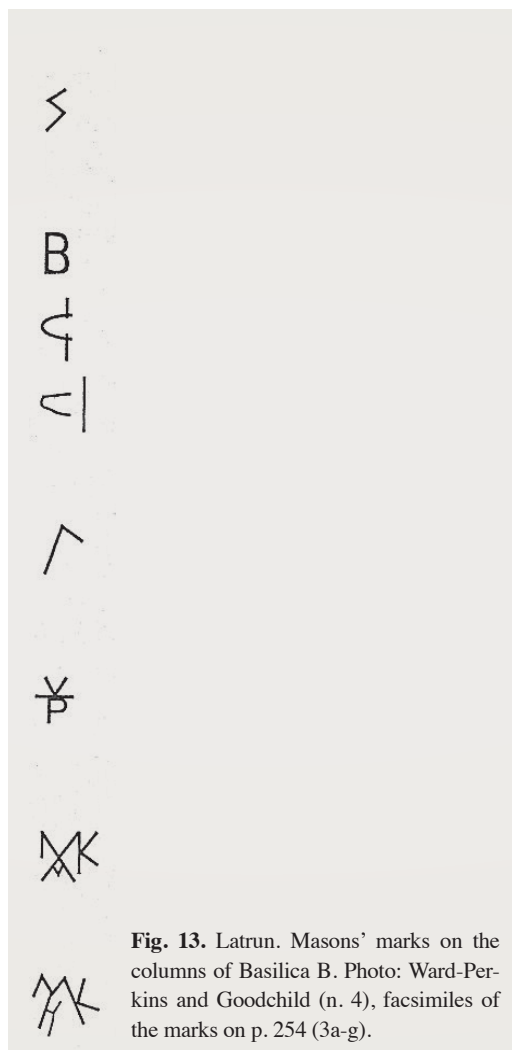 B
Fig. 13. Latrun. Masons’ marks on the
columns of Basilica B. Photo: Ward-Per-
kins and Goodchild (n. 4), facsimiles of
the marks on p. 254 (3a-g).